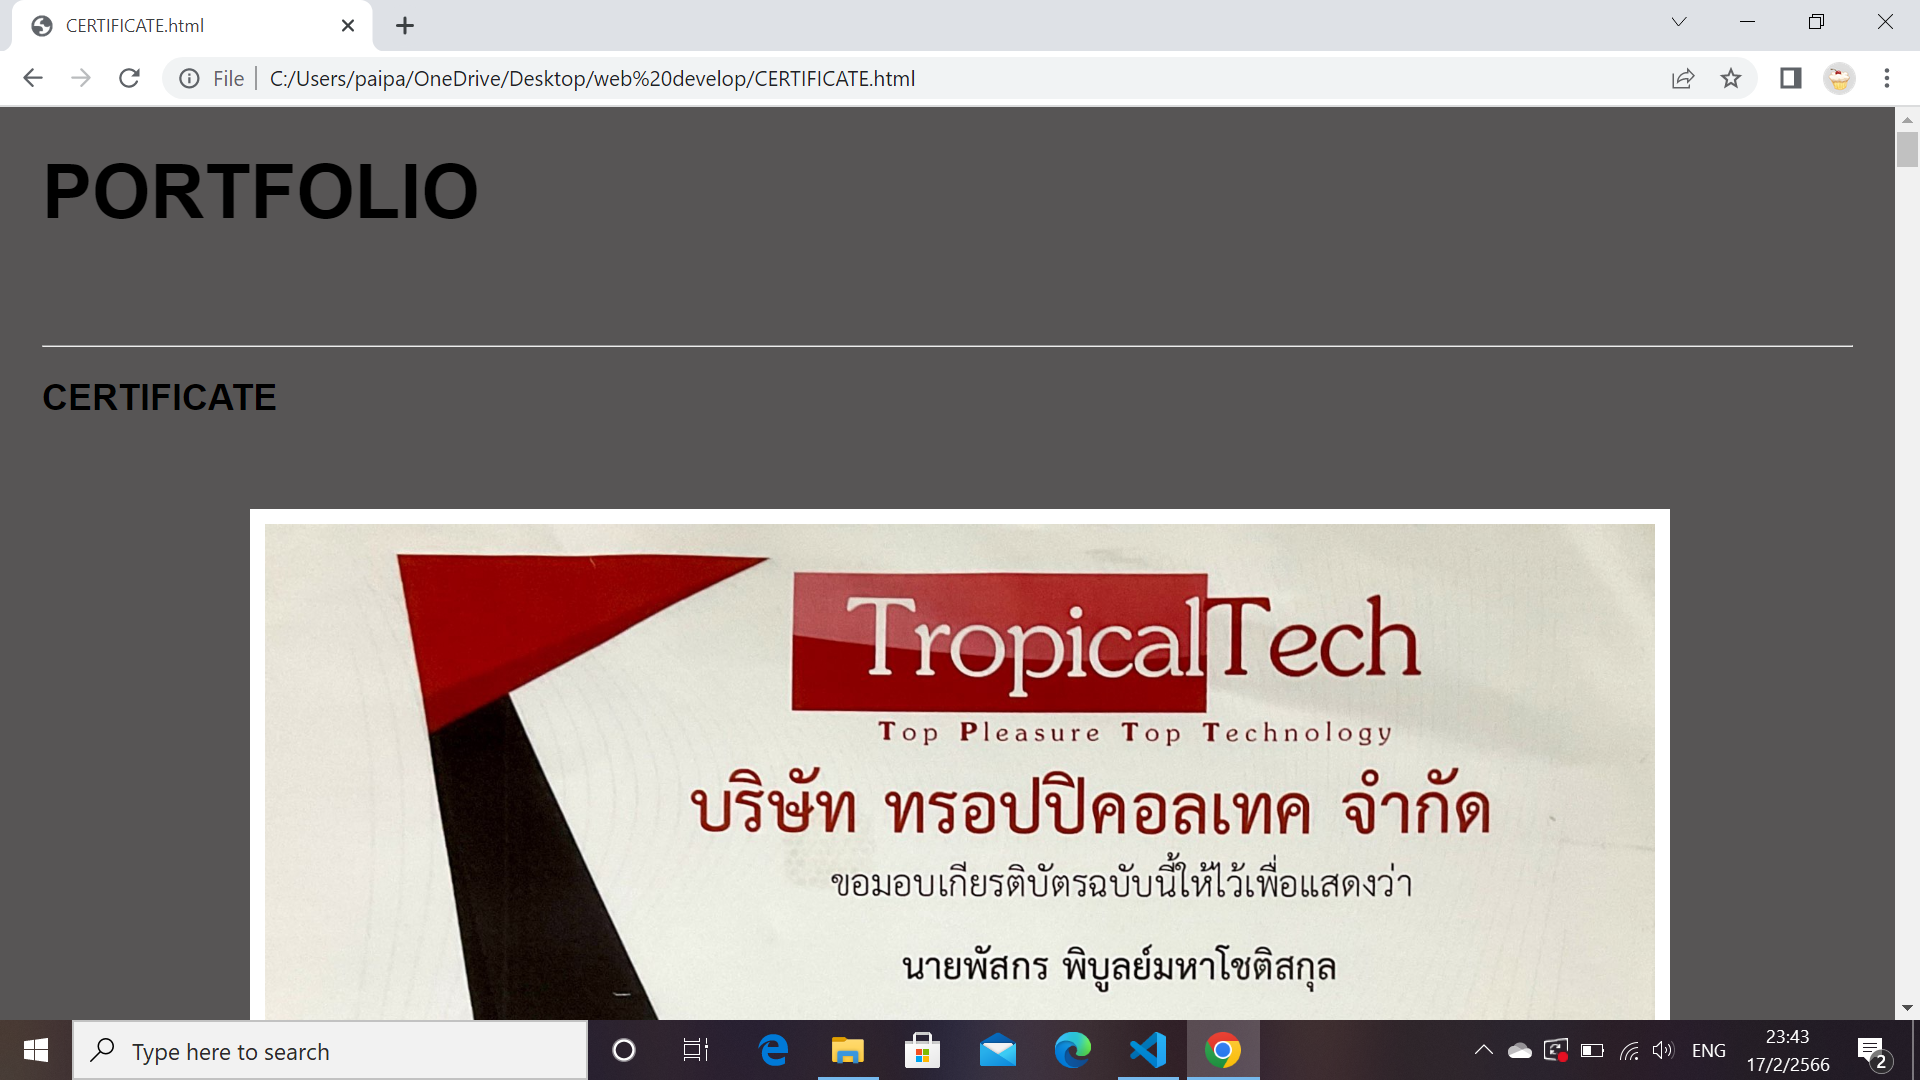 CERTIFICATE.html
File
C:/Users/paipa/OneDrive/Desktop/web%20develop/CERTIFICATE.html
PORTFOLIO
CERTIFICATE
TropicalTech
Top Pleasure Top Technology
บริษัท ทรอปปิคอลเทค จำกัด
ขอมอบเกียรติบัตรฉบับนี้ให้ไว้เพื่อแสดงว่า
นายพัสกร พิบูลย์มหาโชติสกุล
Type here to search
ENG
23:43
17/2/2566
2